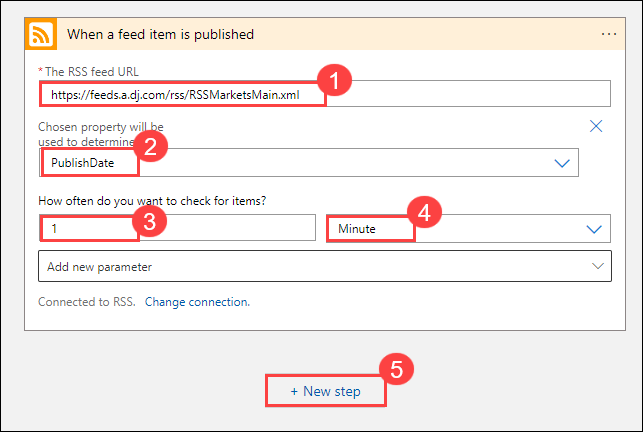 When a feed item is published
...
* The RSS feed URL
1
https://feeds.a.dj.com/rss/RSSMarketsMain.xml
Chosen property will be
used to determine
2
PublishDate
How often do you want to check for items?
3
4
1
Minute
Add new parameter
Connected to RSS. Change connection.
5
+ New step